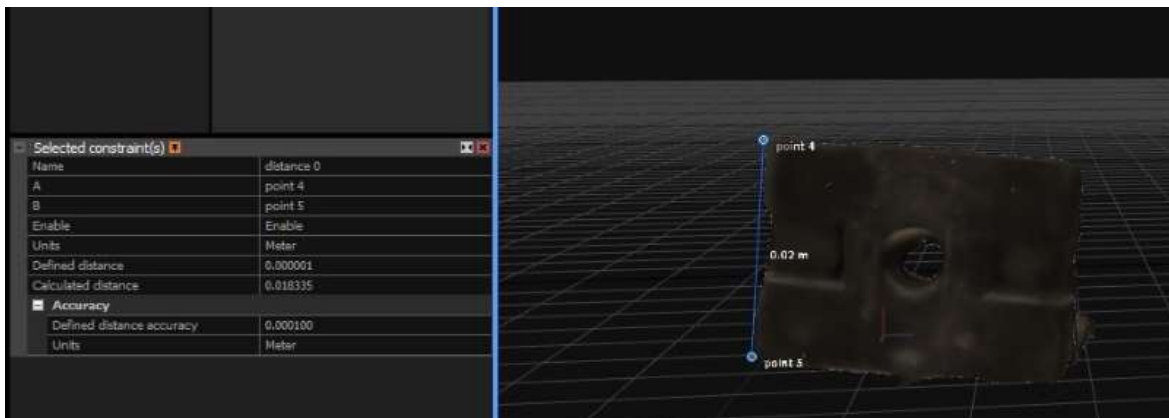 Selected constraint(s)
Name distance 0
A point 4
B point 5
Enable Enable
Units Meter
Defined distance 0.000001
Calculated distance 0.018335
Accuracy
Defined distance accuracy 0.000100
Units Meter
point 4
0.02 m
point 5